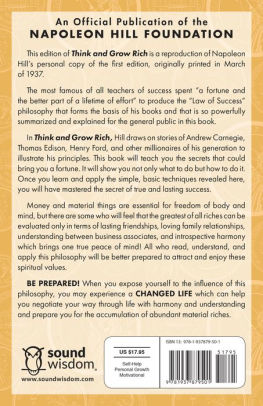 An Official Publication of the
NAPOLEON HILL FOUNDATION
This edition of Think and Grow Rich is a reproduction of Napoleon
Hill's personal copy of the first edition, originally printed in March
of 1937.
The most famous of all teachers of success spent "a fortune and
the better part of a lifetime of effort" to produce the "Law of Success"
philosophy that forms the basis of his books and that is so powerfully
summarized and explained for the general public in this book.
In Think and Grow Rich, Hill draws on stories of Andrew Carnegie,
Thomas Edison, Henry Ford, and other millionaires of his generation to
illustrate his principles. This book will teach you the secrets that could
bring you a fortune. It will show you not only what to do but how to do it.
Once you learn and apply the simple, basic techniques revealed here,
you will have mastered the secret of true and lasting success.
Money and material things are essential for freedom of body and
mind, but there are some who will feel that the greatest of all riches can be
evaluated only in terms of lasting friendships, loving family relationships,
understanding between business associates, and introspective harmony
which brings one true peace of mind! All who read, understand, and
apply this philosophy will be better prepared to attract and enjoy these
spiritual values.
BE PREPARED! When you expose yourself to the influence of this
philosophy, you may experience a CHANGED LIFE which can help
you negotiate your way through life with harmony and understanding
and prepare you for the accumulation of abundant material riches.
sound
wisdom
www.soundwisdom.com
US $17.95
Self-Help
Personal Growth
Motivational
ISBN 13: 978-1-937879-50-1
51795
9 781937 879501